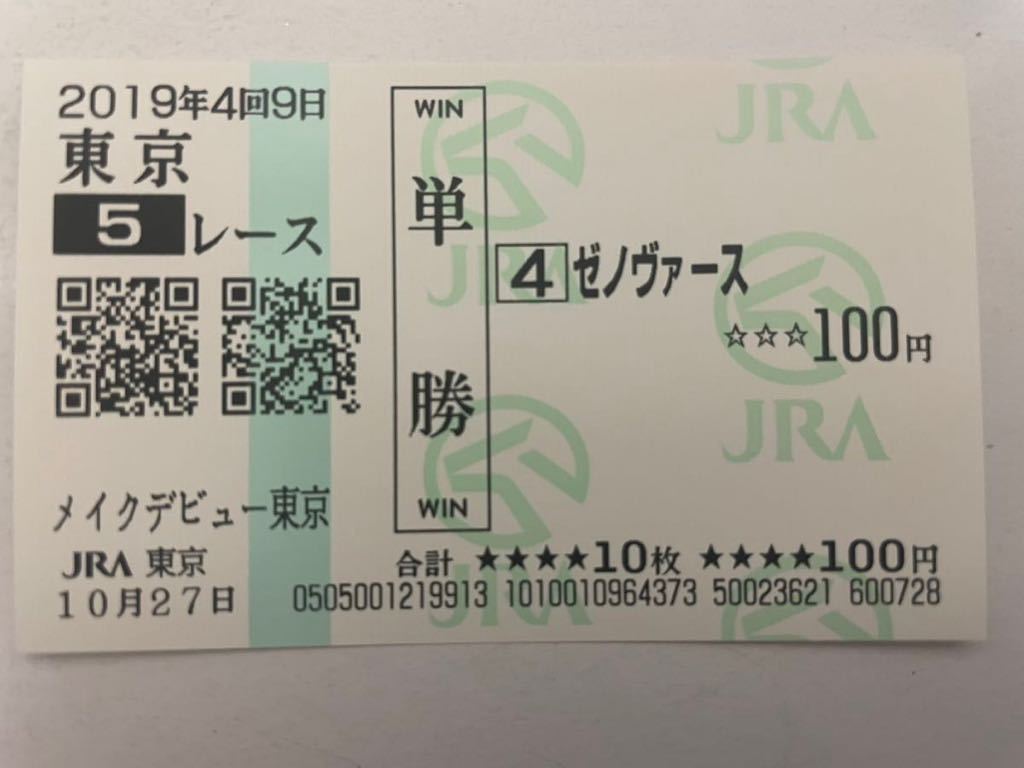 2019年4回9日
東京
5レース
メイクデビュー東京
JRA 東京
10月27日
WIN
単勝
WIN
4 ゼノヴァース
☆☆☆100円
合計 ★★★★10枚 ★★★★100円
0505001219913 1010010964373 50023621 600728
JRA
JRA
JRA
JRA